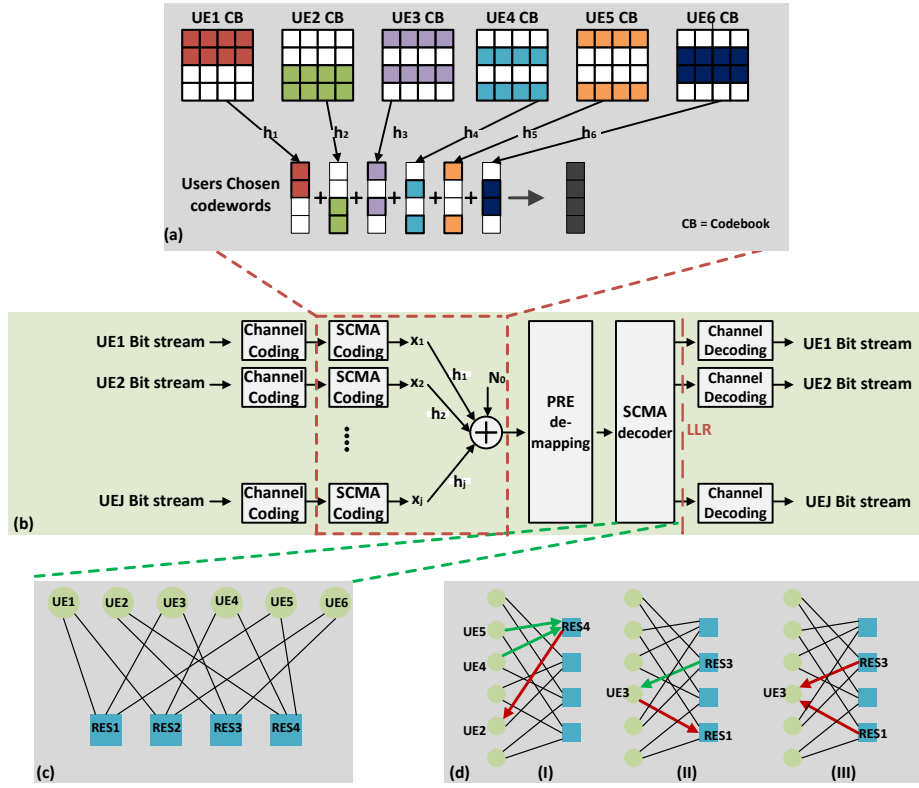 UE1 CB UE2 CB UE3 CB UE4 CB UE5 CB UE6 CB
h1 h2 h3 h4 h5 h6
Users Chosen
codewords
+ + + + +
CB = Codebook
(a)
UE1 Bit stream
Channel
Coding
SCMA
Coding
x1
h1
UE2 Bit stream
Channel
Coding
SCMA
Coding
x2
h2
N0
+
UEJ Bit stream
Channel
Coding
SCMA
Coding
xj
hj
PRE
de-
mapping
SCMA
decoder
LLR
Channel
Decoding
UE1 Bit stream
Channel
Decoding
UE2 Bit stream
Channel
Decoding
UEJ Bit stream
(b)
UE1 UE2 UE3 UE4 UE5 UE6
RES1 RES2 RES3 RES4
(c)
UE5
UE4
UE2
RES4
(I)
UE3
RES3
RES1
(II)
UE3
RES3
RES1
(III)
(d)